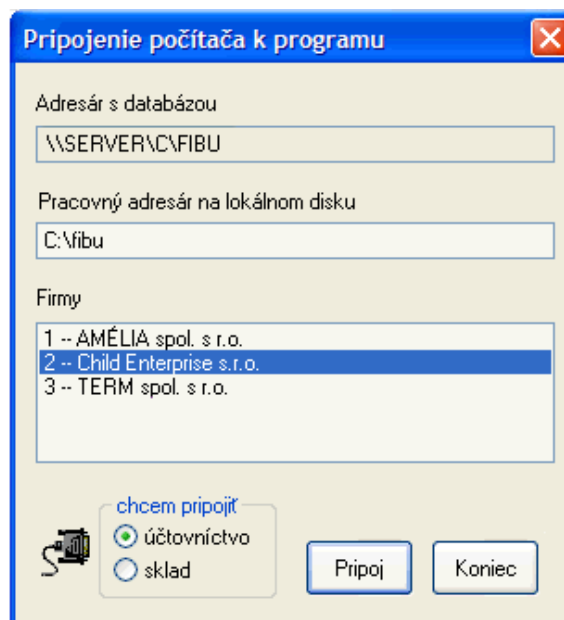 Pripojenie počítača k programu
Adresár s databázou
\\SERVER\C\FIBU
Pracovný adresár na lokálnom disku
C:\fibu
Firmy
1 -- AMÉLIA spol. s r.o.
2 -- Child Enterprise s.r.o.
3 -- TERM spol. s r.o.
chcem pripojiť
účtovníctvo
sklad
Pripoj
Koniec